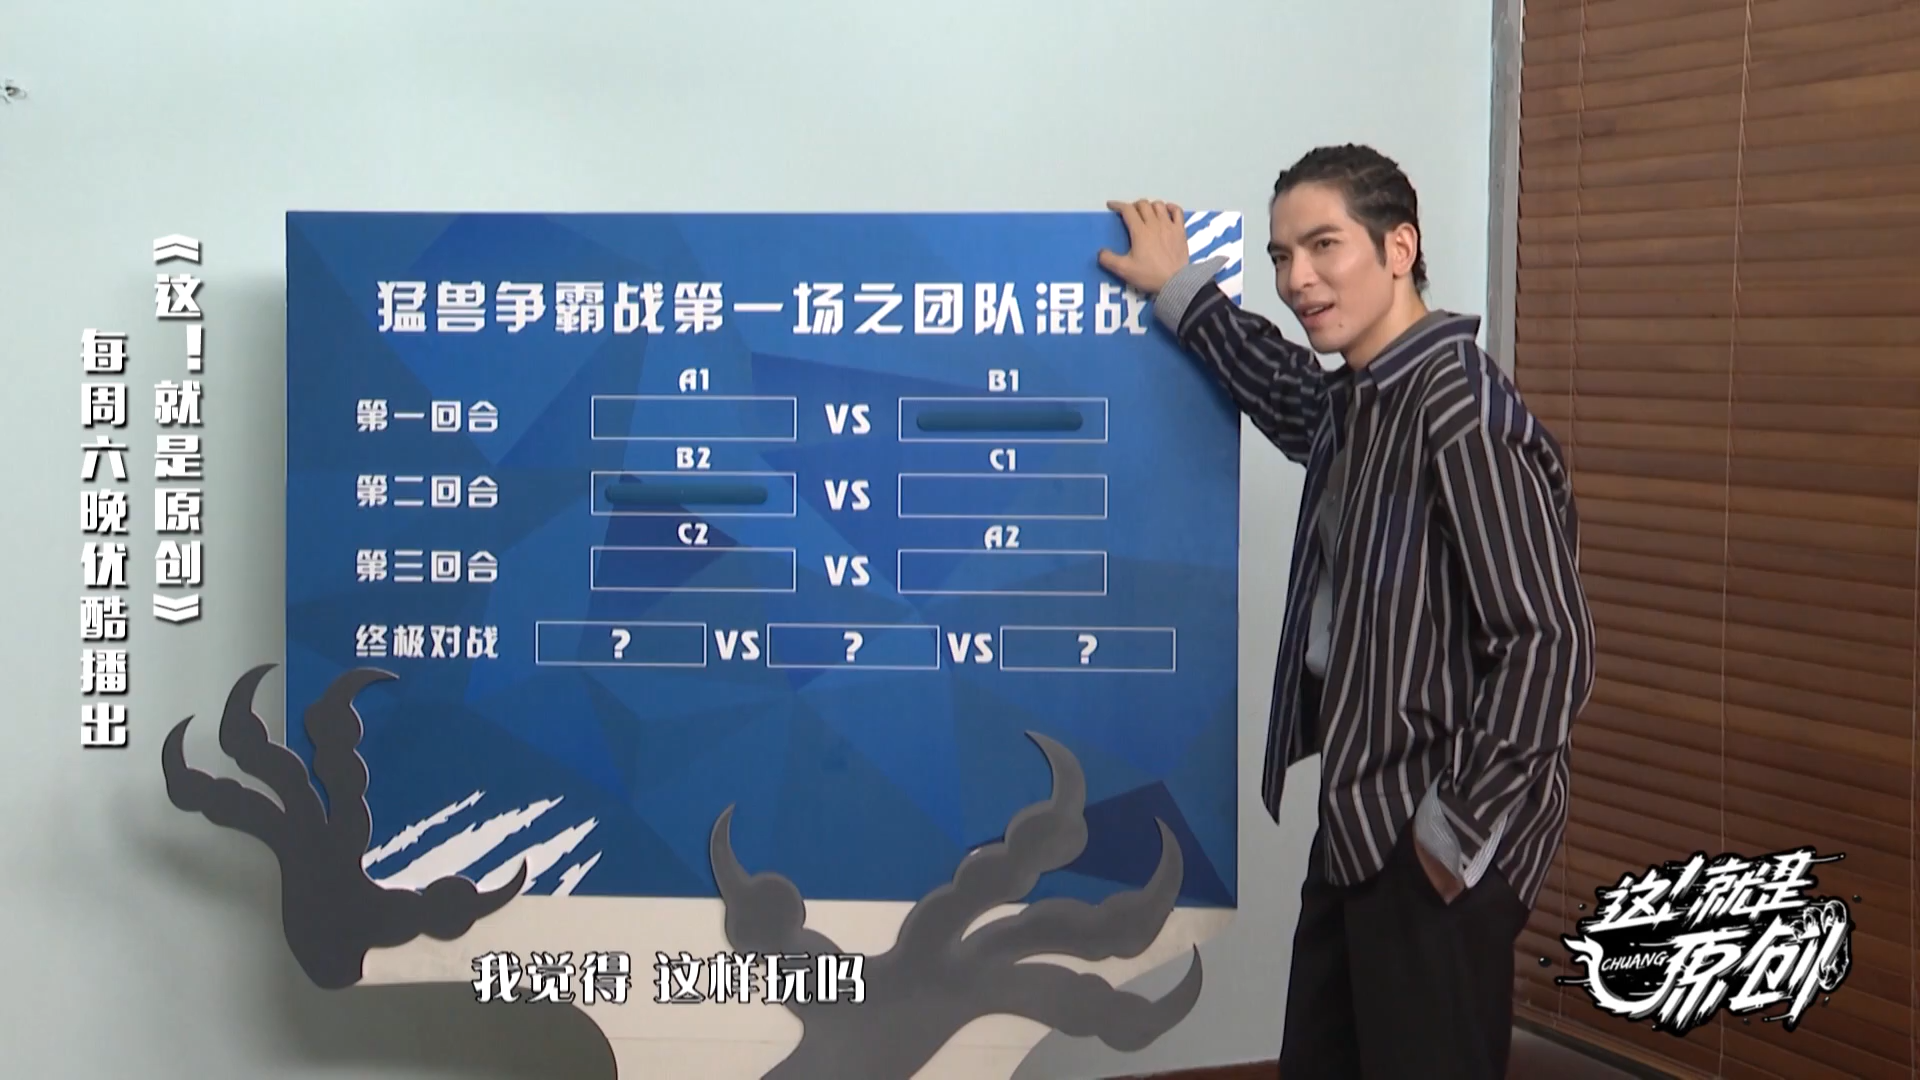 《这！就是原创》
每周六晚优酷播出
猛兽争霸战第一场之团队混战
A1 B1
第一回合 VS
B2 C1
第二回合 VS
C2 A2
第三回合 VS
终极对战 ? VS ? VS ?
我觉得 这样玩吗
这！就是
CHUANG 原创